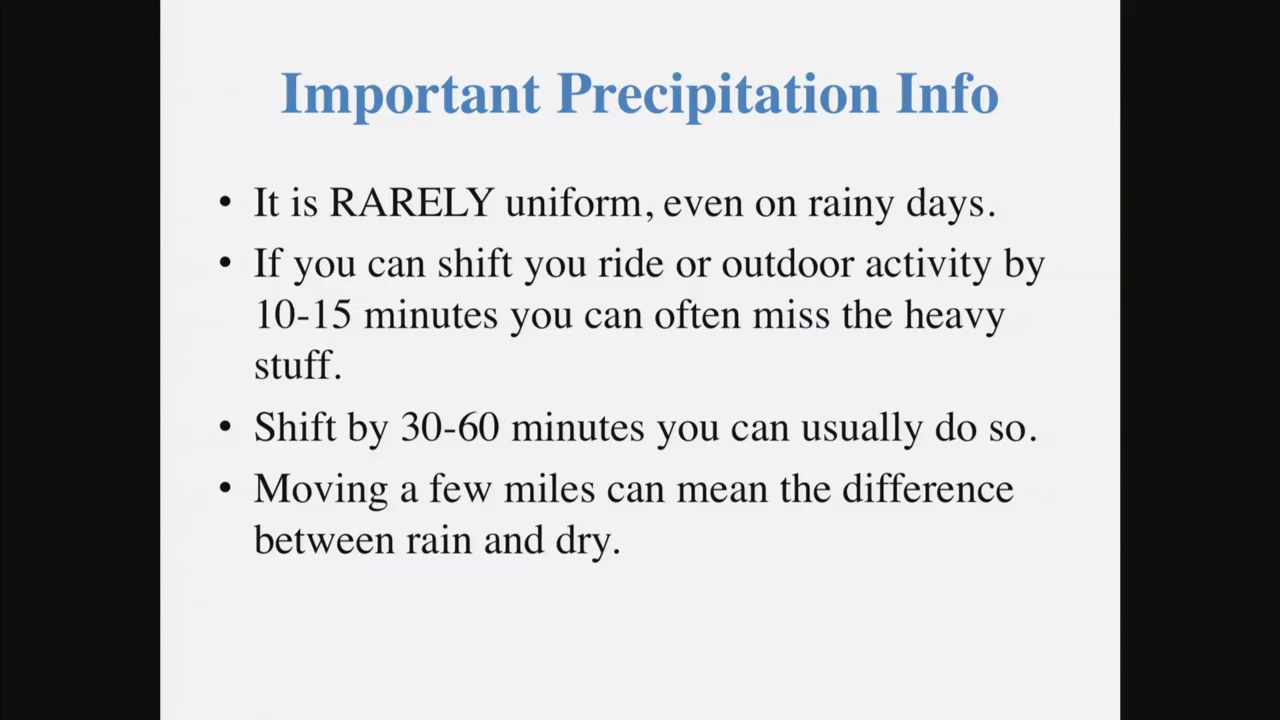 Important Precipitation Info
• It is RARELY uniform, even on rainy days.
• If you can shift you ride or outdoor activity by
10-15 minutes you can often miss the heavy
stuff.
• Shift by 30-60 minutes you can usually do so.
• Moving a few miles can mean the difference
between rain and dry.